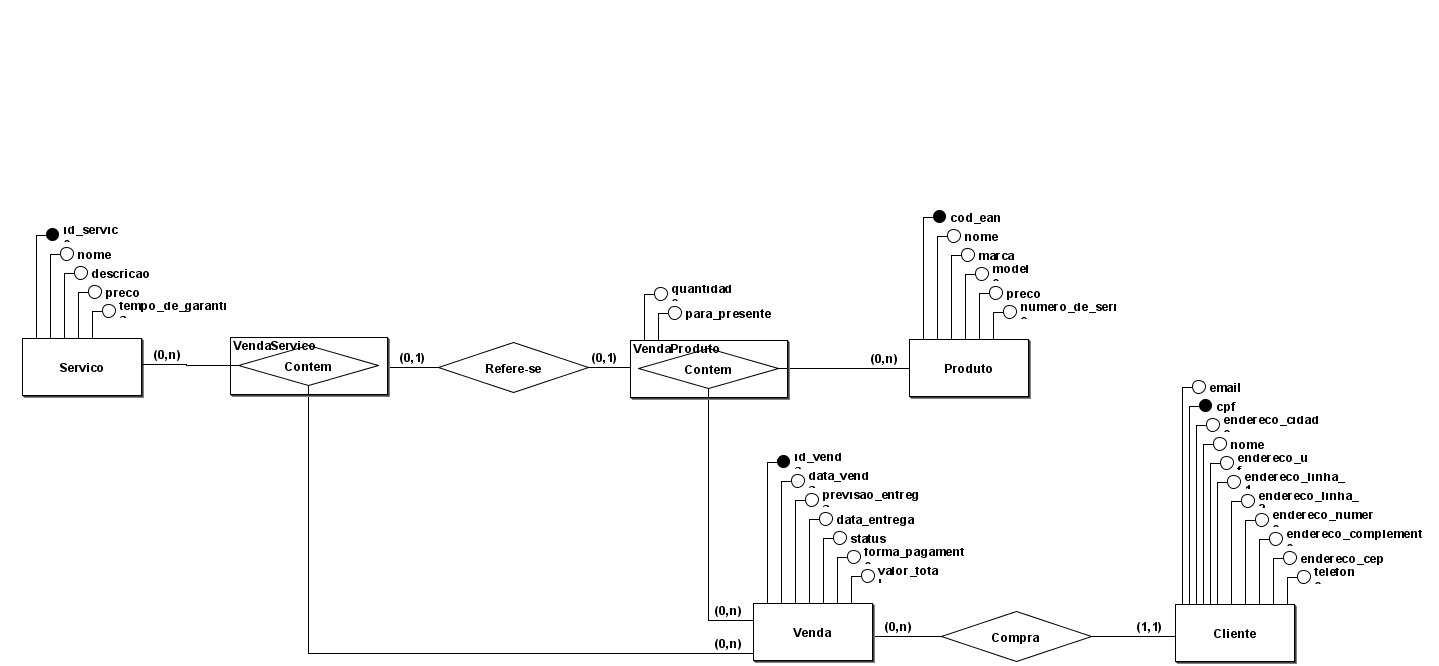 id_servic
o
nome
descricao
preco
tempo_de_garanti
a
Servico
(0,n)
VendaServico
Contem
(0,1)
Refere-se
(0,1)
quantidad
e
para_presente
VendaProduto
Contem
(0,n)
cod_ean
nome
marca
model
o
preco
numero_de_seri
e
Produto
id_vend
a
data_vend
a
previsao_entreg
a
data_entrega
status
forma_pagament
o
valor_tota
l
(0,n)
(0,n)
Venda
(0,n)
Compra
(1,1)
email
cpf
endereco_cidad
e
nome
endereco_u
f
endereco_linha_
1
endereco_linha_
2
endereco_numer
o
endereco_complement
o
endereco_cep
telefon
e
Cliente